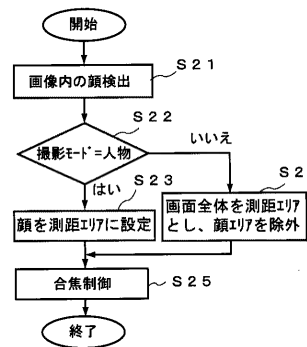 開始
S21
画像内の顔検出
S22
撮影モード=人物
いいえ
はい
S23
S2
顔を測距エリアに設定
画面全体を測距エリア
とし、顔エリアを除外
合焦制御
S25
終了